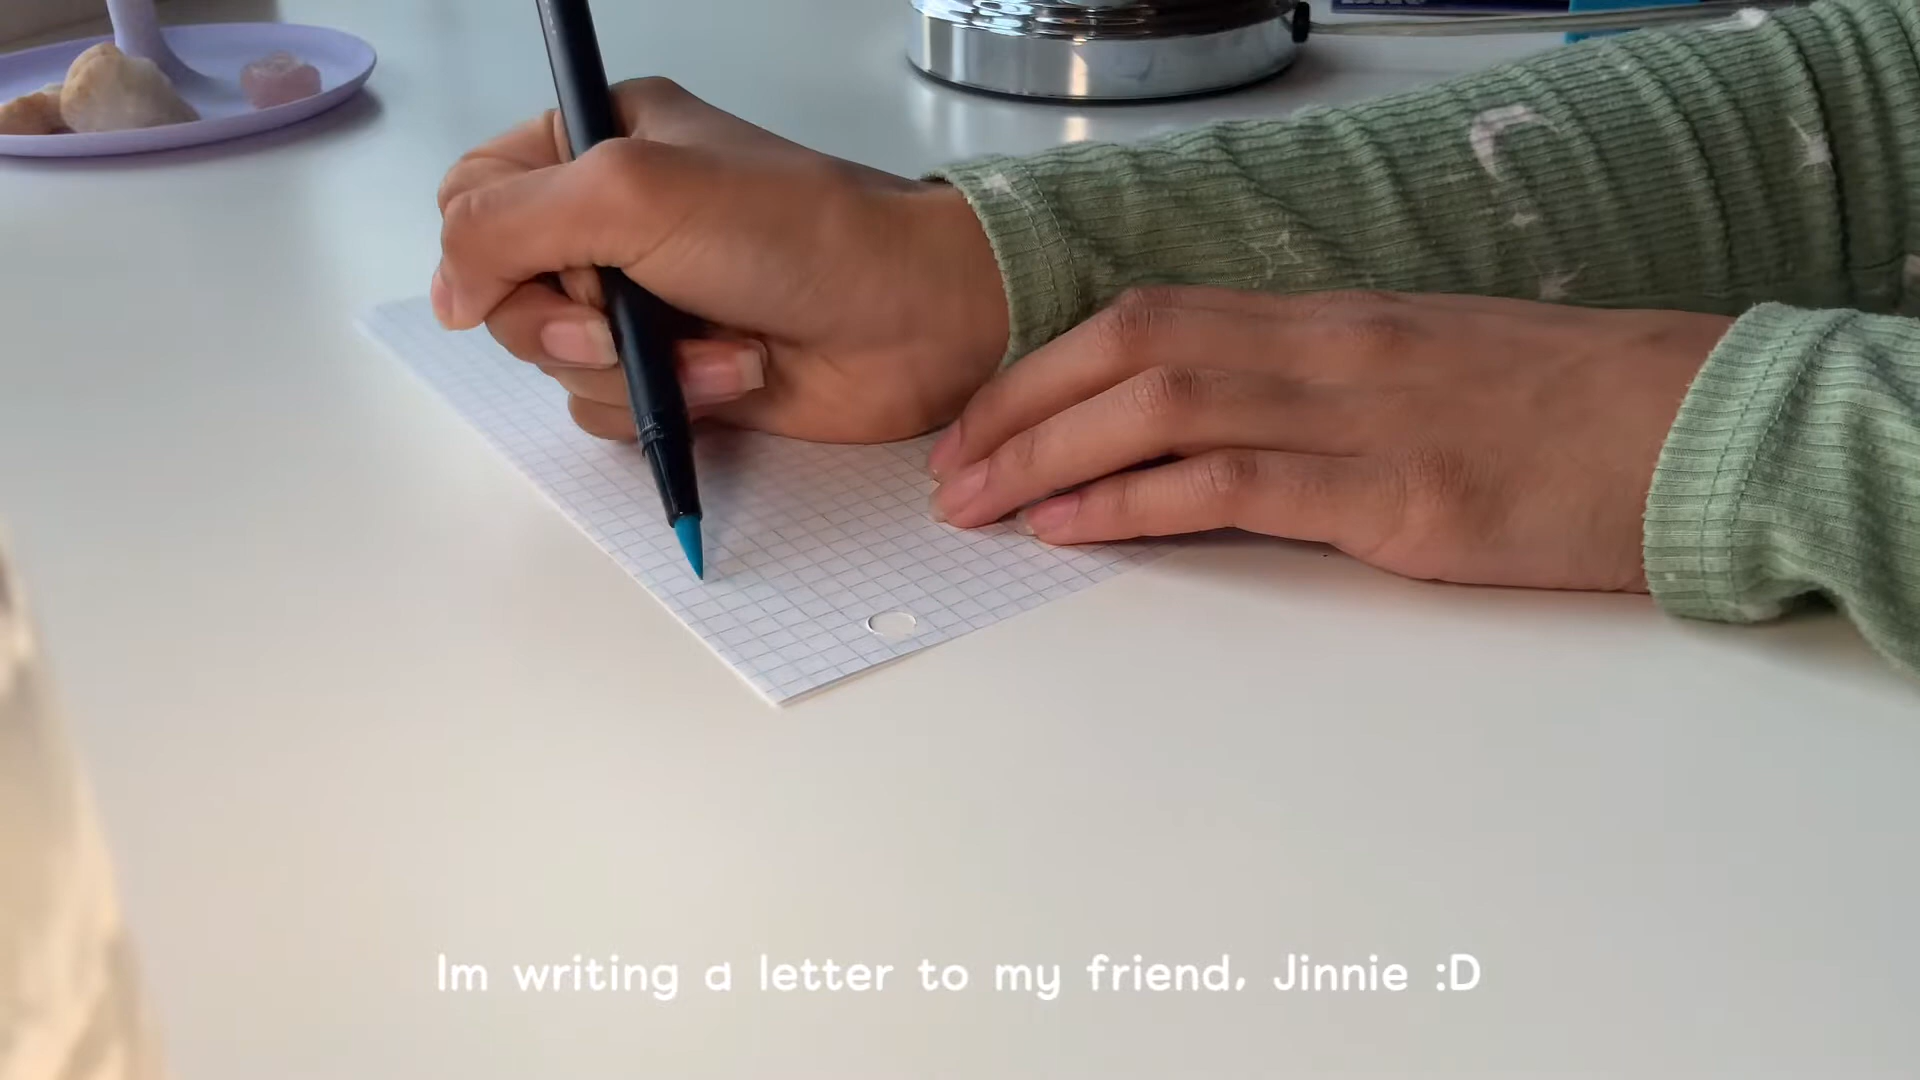 Im writing a letter to my friend, Jinnie :D